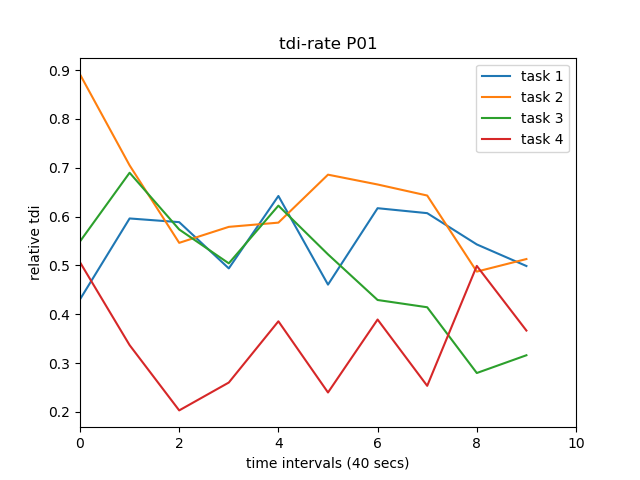 tdi-rate P01
task 1
task 2
task 3
task 4
relative tdi
0.9
0.8
0.7
0.6
0.5
0.4
0.3
0.2
0 2 4 6 8 10
time intervals (40 secs)